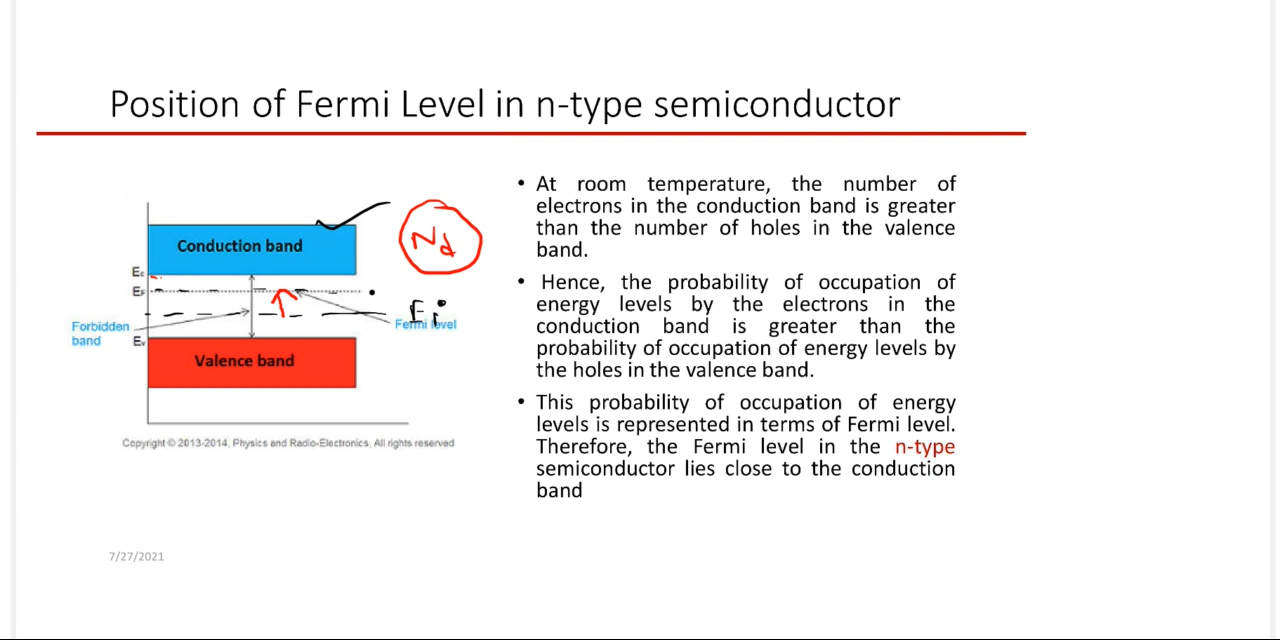 Position of Fermi Level in n-type semiconductor
Conduction band
Nd
Ec
EF
Ei
Forbidden
band
Fermi level
Ev
Valence band
Copyright © 2013-2014, Physics and Radio-Electronics, All rights reserved
• At room temperature, the number of
electrons in the conduction band is greater
than the number of holes in the valence
band.
• Hence, the probability of occupation of
energy levels by the electrons in the
conduction band is greater than the
probability of occupation of energy levels by
the holes in the valence band.
• This probability of occupation of energy
levels is represented in terms of Fermi level.
Therefore, the Fermi level in the n-type
semiconductor lies close to the conduction
band
7/27/2021